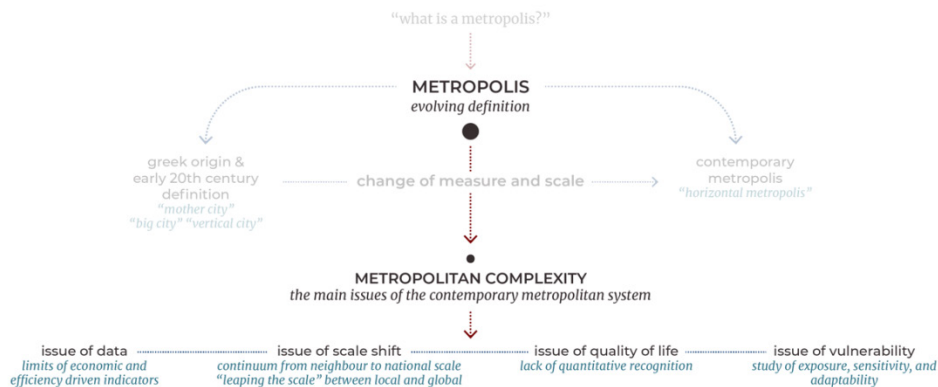 “what is a metropolis?”
METROPOLIS
evolving definition
greek origin &
early 20th century
definition
“mother city”
“big city” “vertical city”
change of measure and scale
contemporary
metropolis
“horizontal metropolis”
METROPOLITAN COMPLEXITY
the main issues of the contemporary metropolitan system
issue of data
limits of economic and
efficiency driven indicators
issue of scale shift
continuum from neighbour to national scale
“leaping the scale” between local and global
issue of quality of life
lack of quantitative recognition
issue of vulnerability
study of exposure, sensitivity, and
adaptability